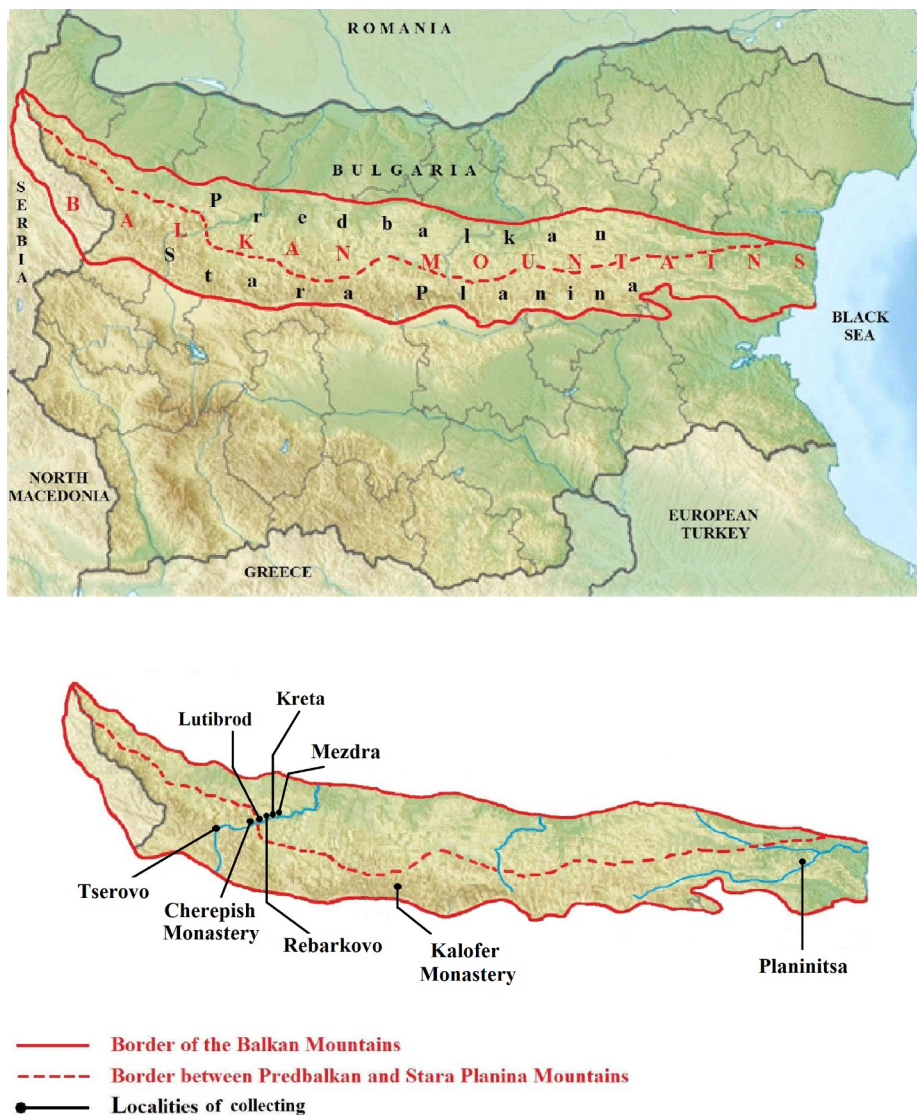 ROMANIA
BULGARIA
SERBIA
BALKAN MOUNTAINS
Predbalkan
Stara Planina
BLACK
SEA
NORTH
MACEDONIA
EUROPEAN
TURKEY
GREECE
Kreta
Lutibrod
Mezdra
Tserovo
Cherepish
Monastery
Rebarkovo
Kalofer
Monastery
Planinitsa
Border of the Balkan Mountains
Border between Predbalkan and Stara Planina Mountains
Localities of collecting